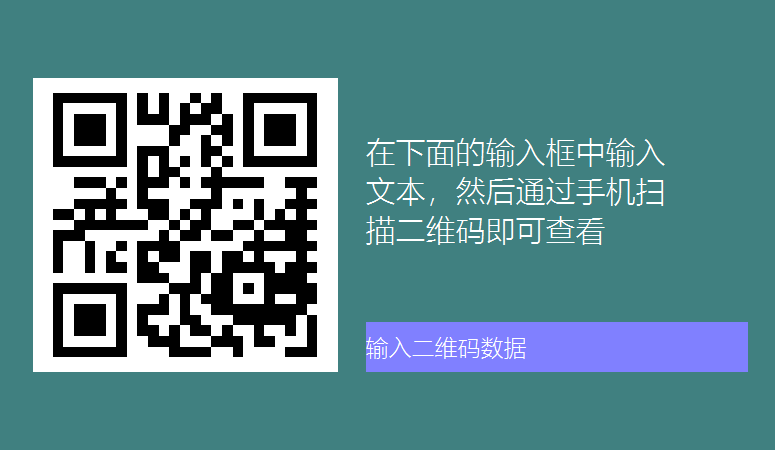 在下面的输入框中输入
文本，然后通过手机扫
描二维码即可查看
输入二维码数据